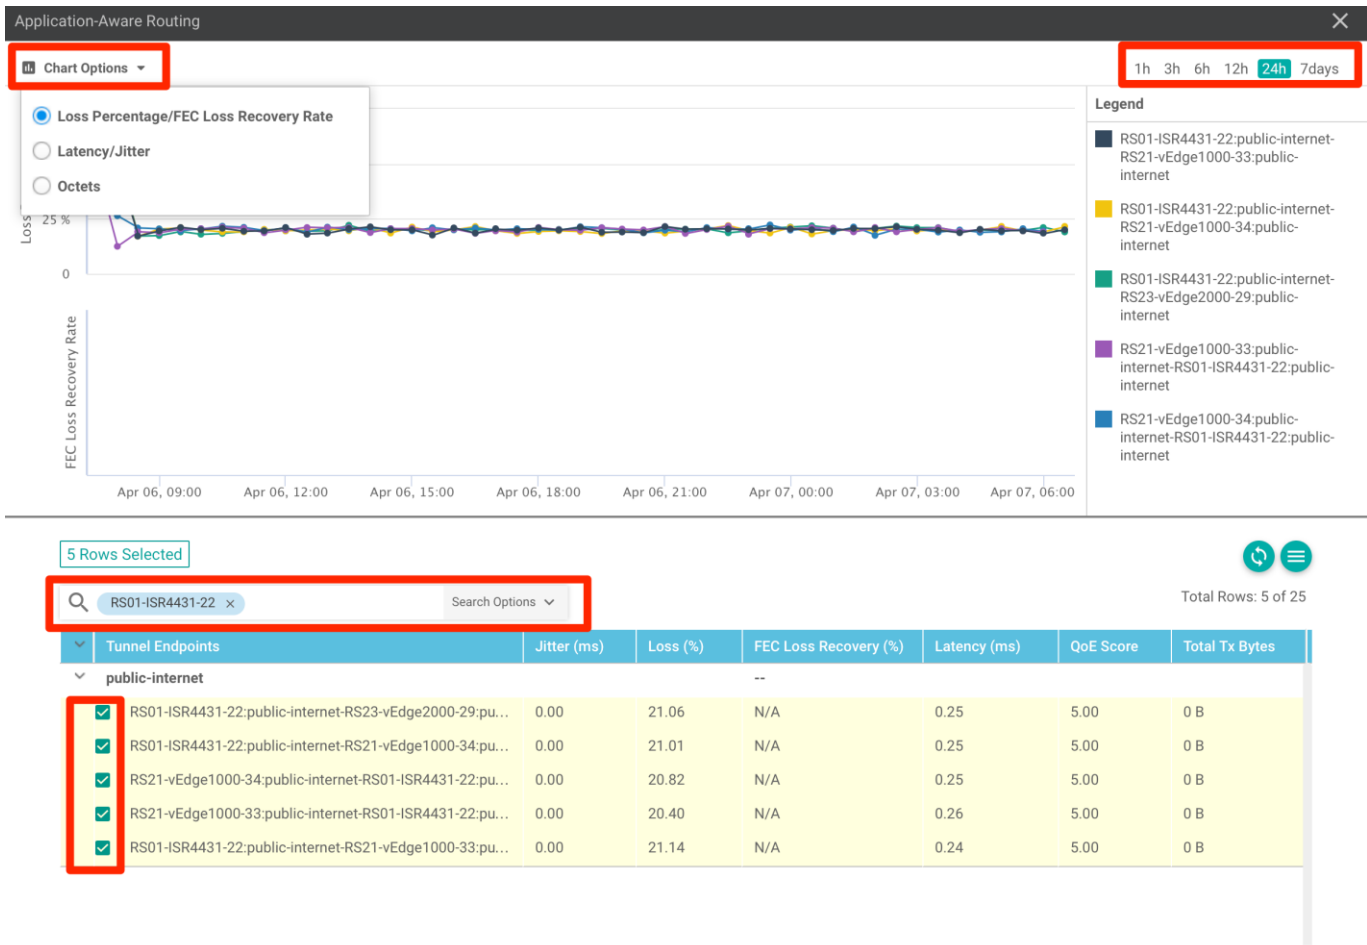 Application-Aware Routing
Chart Options
1h 3h 6h 12h 24h 7days
Loss Percentage/FEC Loss Recovery Rate
Latency/Jitter
Octets
Loss
25 %
0
FEC Loss Recovery Rate
Apr 06, 09:00 Apr 06, 12:00 Apr 06, 15:00 Apr 06, 18:00 Apr 06, 21:00 Apr 07, 00:00 Apr 07, 03:00 Apr 07, 06:00
Legend
RS01-ISR4431-22:public-internet-
RS21-vEdge1000-33:public-
internet
RS01-ISR4431-22:public-internet-
RS21-vEdge1000-34:public-
internet
RS01-ISR4431-22:public-internet-
RS23-vEdge2000-29:public-
internet
RS21-vEdge1000-33:public-
internet-RS01-ISR4431-22:public-
internet
RS21-vEdge1000-34:public-
internet-RS01-ISR4431-22:public-
internet
5 Rows Selected
RS01-ISR4431-22 × Search Options
Total Rows: 5 of 25
Tunnel Endpoints Jitter (ms) Loss (%) FEC Loss Recovery (%) Latency (ms) QoE Score Total Tx Bytes
public-internet --
RS01-ISR4431-22:public-internet-RS23-vEdge2000-29:pu... 0.00 21.06 N/A 0.25 5.00 0 B
RS01-ISR4431-22:public-internet-RS21-vEdge1000-34:pu... 0.00 21.01 N/A 0.25 5.00 0 B
RS21-vEdge1000-34:public-internet-RS01-ISR4431-22:pu... 0.00 20.82 N/A 0.25 5.00 0 B
RS21-vEdge1000-33:public-internet-RS01-ISR4431-22:pu... 0.00 20.40 N/A 0.26 5.00 0 B
RS01-ISR4431-22:public-internet-RS21-vEdge1000-33:pu... 0.00 21.14 N/A 0.24 5.00 0 B